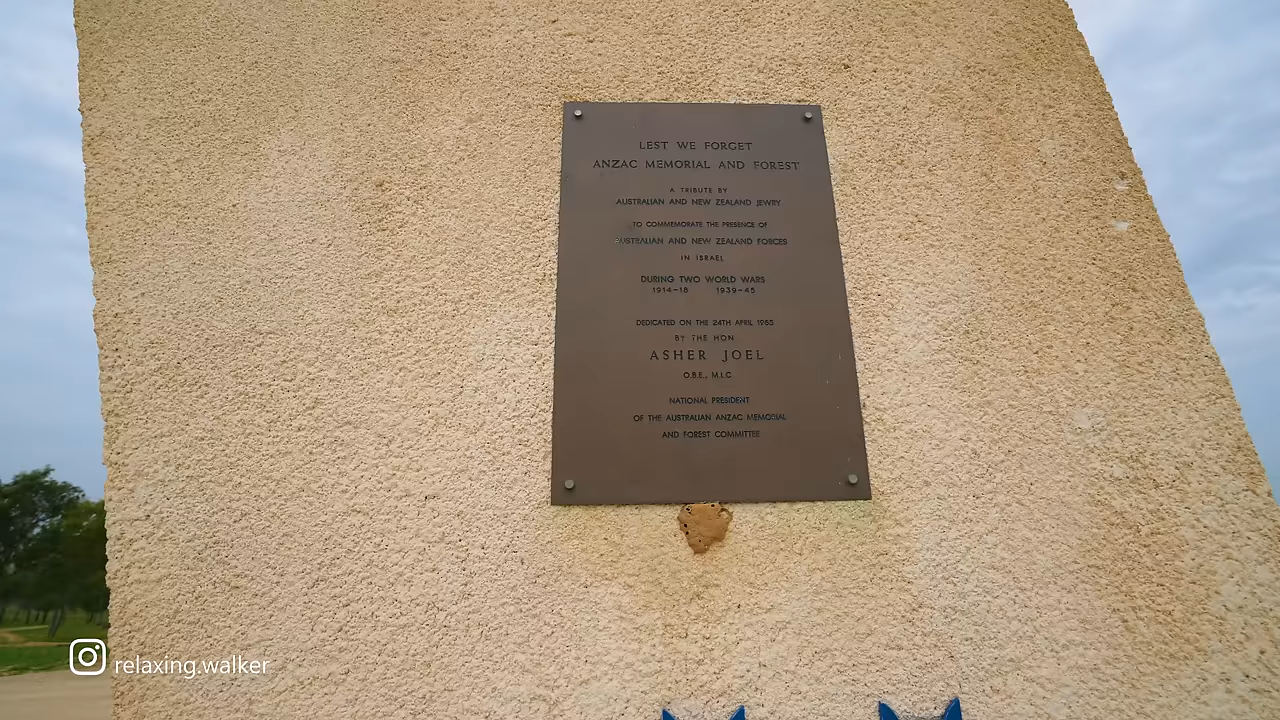 LEST WE FORGET
ANZAC MEMORIAL AND FOREST
A TRIBUTE BY
AUSTRALIAN AND NEW ZEALAND JEWRY
TO COMMEMORATE THE PRESENCE OF
AUSTRALIAN AND NEW ZEALAND FORCES
IN ISRAEL
DURING TWO WORLD WARS
1914-18 1939-45
DEDICATED ON THE 24TH APRIL 1965
BY THE HON
ASHER JOEL
O.B.E., M.L.C
NATIONAL PRESIDENT
OF THE AUSTRALIAN ANZAC MEMORIAL
AND FOREST COMMITTEE
relaxing.walker